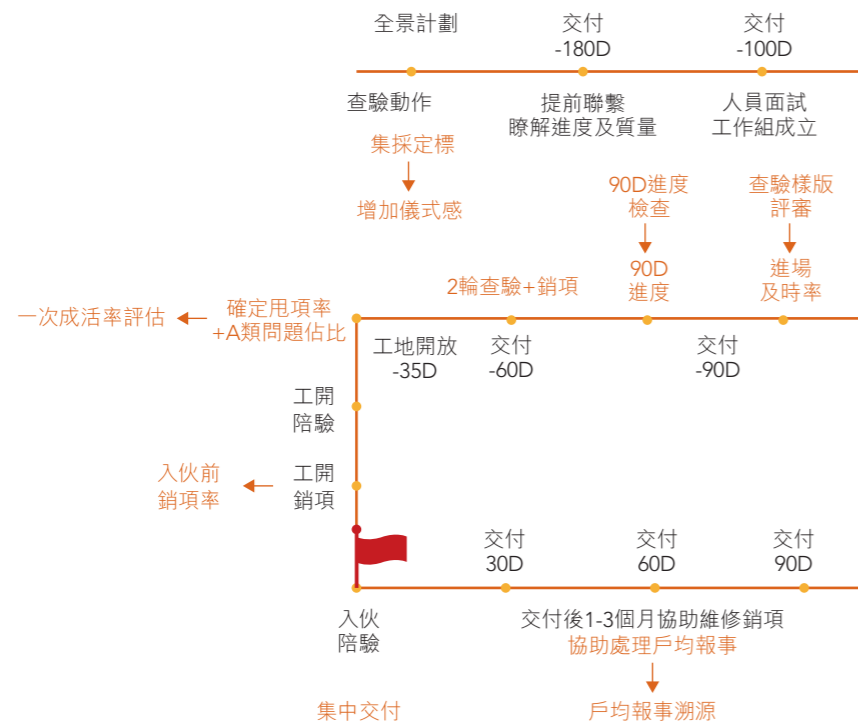 全景計劃
交付
-180D
交付
-100D
查驗動作
提前聯繫
瞭解進度及質量
人員面試
工作組成立
集採定標
增加儀式感
90D進度
檢查
查驗樣版
評審
2輪查驗+銷項
90D
進度
進場
及時率
一次成活率評估
確定甩項率
+A類問題佔比
工地開放
-35D
交付
-60D
交付
-90D
工開
陪驗
入伙前
銷項率
工開
銷項
交付
30D
交付
60D
交付
90D
入伙
陪驗
交付後1-3個月協助維修銷項
協助處理戶均報事
集中交付
戶均報事溯源